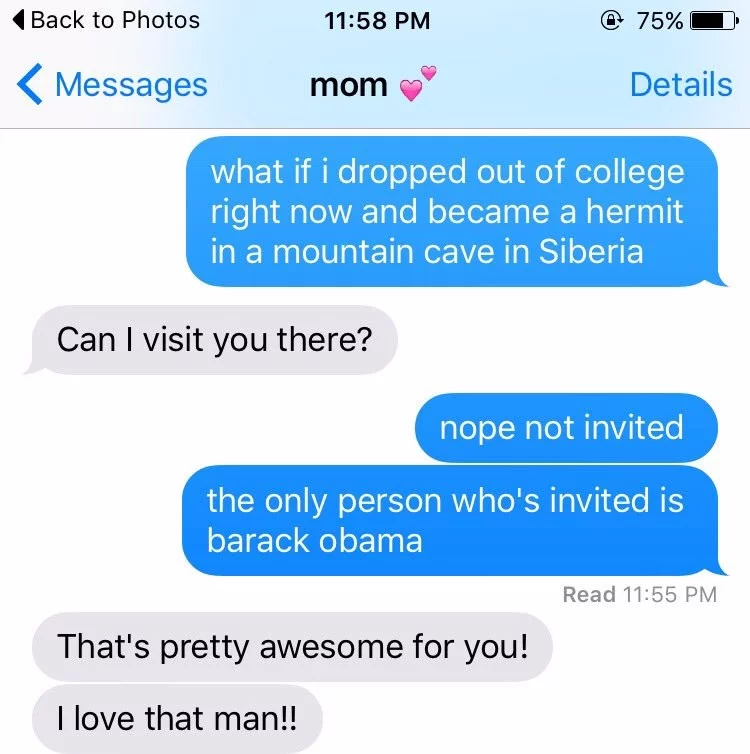 Back to Photos 11:58 PM 75%
Messages mom 💕 Details
what if i dropped out of college
right now and became a hermit
in a mountain cave in Siberia
Can I visit you there?
nope not invited
the only person who's invited is
barack obama
Read 11:55 PM
That's pretty awesome for you!
I love that man!!